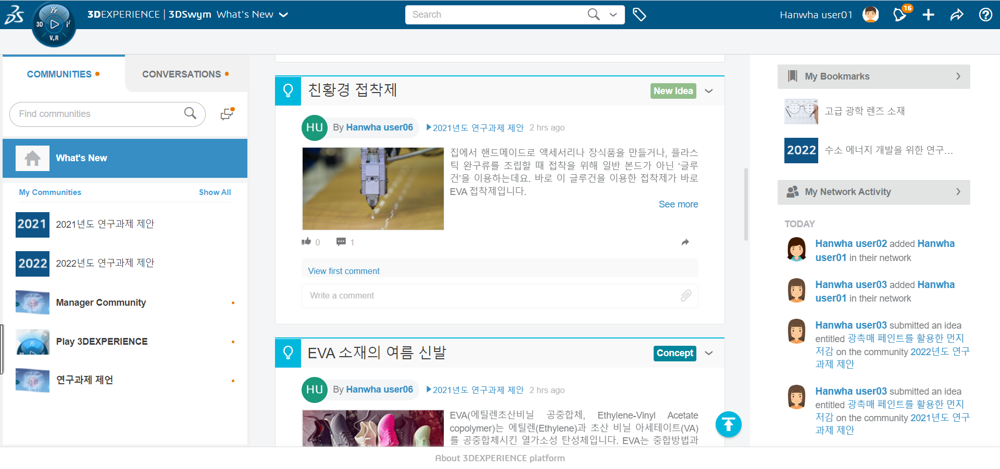 3DEXPERIENCE | 3DSwym What's New
Search
Hanwha user01
16
3D
V.R
COMMUNITIES
CONVERSATIONS
Find communities
What's New
My Communities
Show All
2021
2021년도 연구과제 제안
2022
2022년도 연구과제 제안
Manager Community
Play 3DEXPERIENCE
연구과제 제언
친황경 접착제
New Idea
HU
By Hanwha user06
2021년도 연구과제 제안
2 hrs ago
집에서 핸드메이드로 액세서리나 장식품을 만들거나, 플라스
틱 완구류를 조립할 때 접착을 위해 일반 본드가 아닌 ‘글루
건’을 이용하는데요. 바로 이 글루건을 이용한 접착제가 바로
EVA 접착제입니다.
See more
0
1
View first comment
Write a comment
EVA 소재의 여름 신발
Concept
HU
By Hanwha user06
2021년도 연구과제 제안
2 hrs ago
EVA(에틸렌초산비닐 공중합체, Ethylene-Vinyl Acetate
copolymer)는 에틸렌(Ethylene)과 초산 비닐 아세테이트(VA)
를 공중합체시킨 열가소성 탄성체입니다. EVA는 중합방법과
My Bookmarks
고급 광학 렌즈 소재
2022
수소 에너지 개발을 위한 연구...
My Network Activity
TODAY
Hanwha user02 added Hanwha
user01 in their network
Hanwha user03 added Hanwha
user01 in their network
Hanwha user03 submitted an idea
entitled 광촉매 페인트를 활용한 먼지
저감 on the community 2022년도 연구
과제 제안
Hanwha user03 submitted an idea
entitled 광촉매 페인트를 활용한 먼지
저감 on the community 2021년도 연구
과제 제안
About 3DEXPERIENCE platform